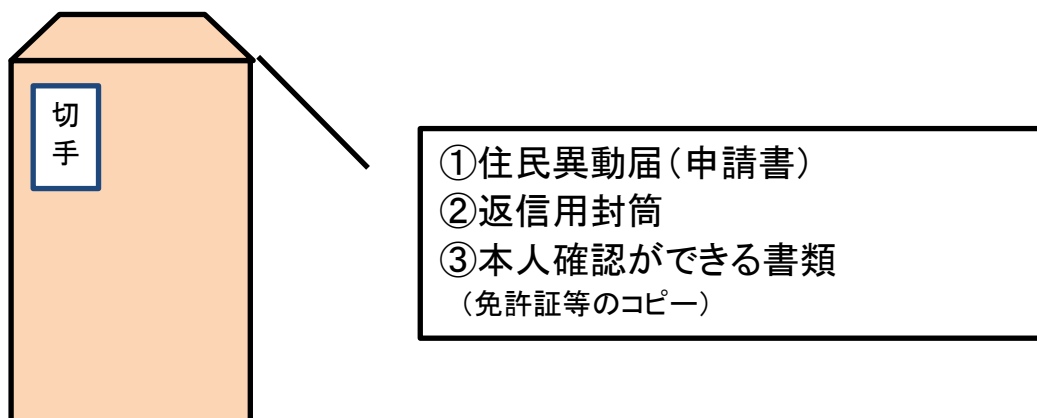 切
手
①住民異動届（申請書）
②返信用封筒
③本人確認ができる書類
（免許証等のコピー）